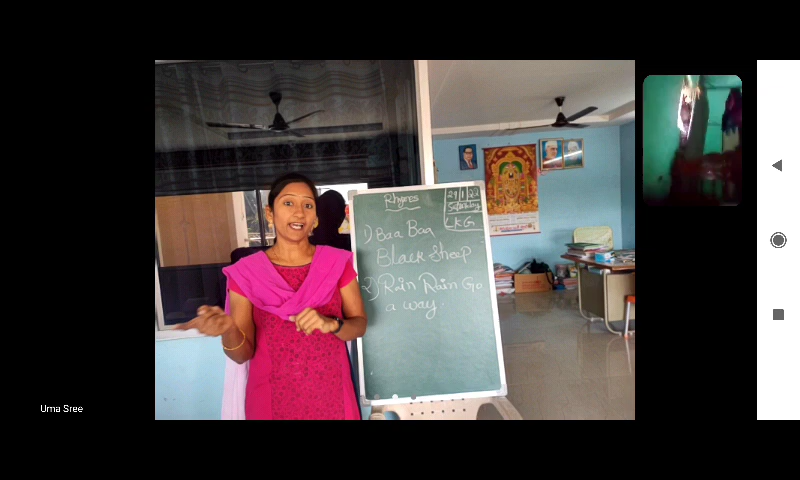 Rhymes
29 1 22
Saturday
LKG
1) Baa Baa
Black Sheep
2) Rain Rain Go
a way.
Uma Sree